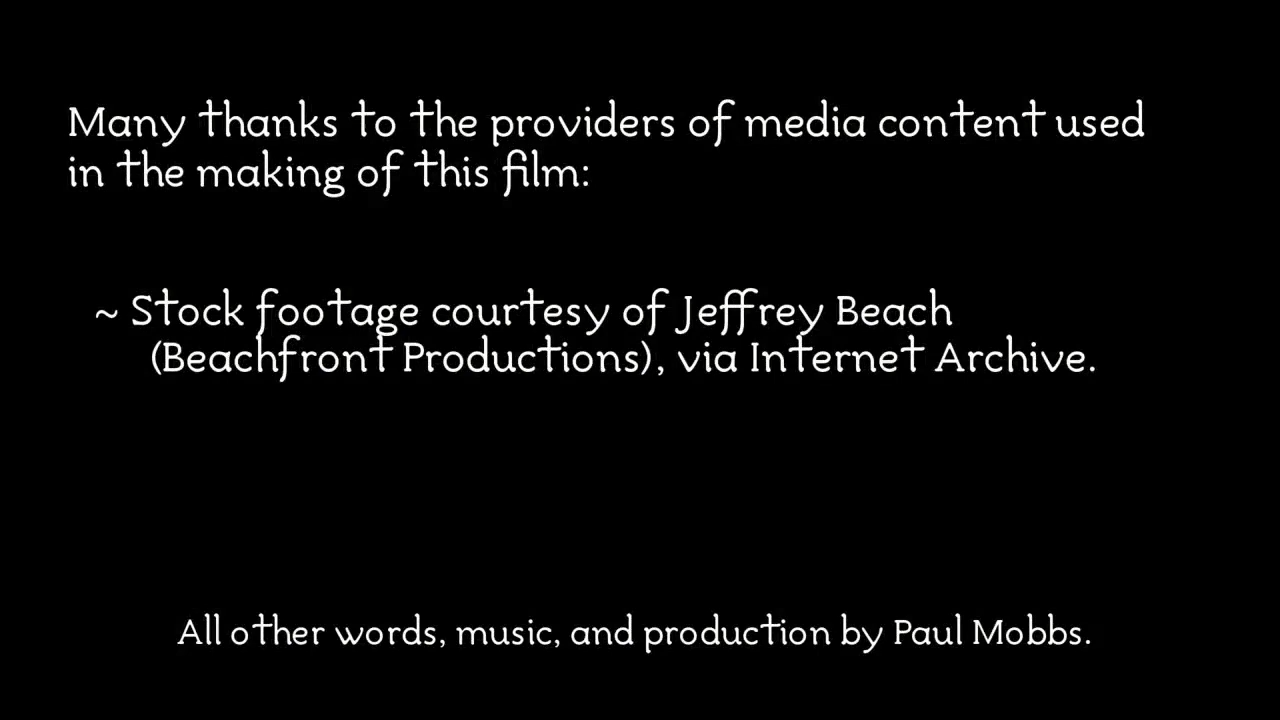 Many thanks to the providers of media content used
in the making of this film:
~ Stock footage courtesy of Jeffrey Beach
(Beachfront Productions), via Internet Archive.
All other words, music, and production by Paul Mobbs.